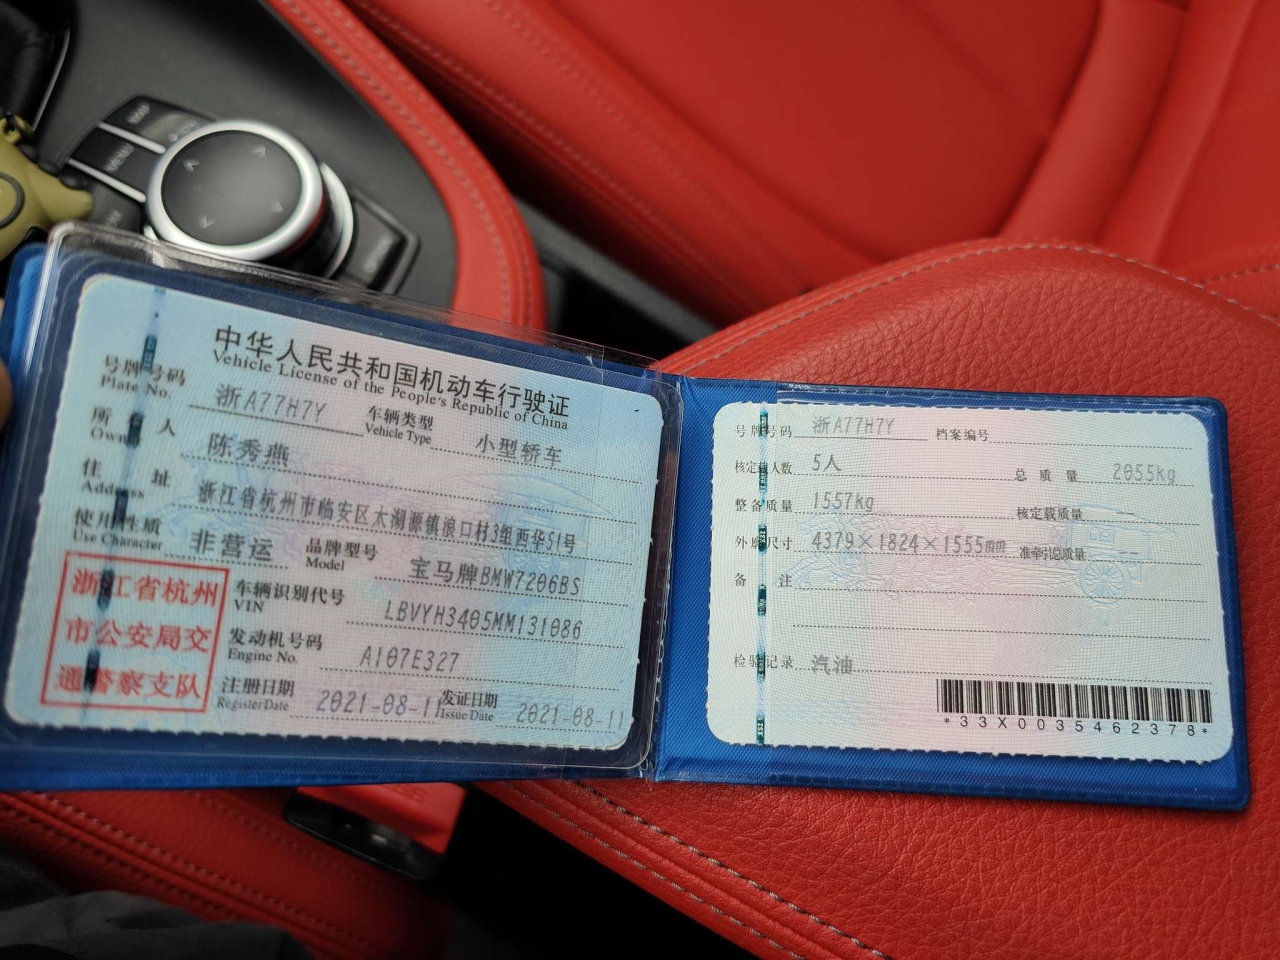 MAP
MENU
中华人民共和国机动车行驶证
Vehicle License of the People's Republic of China
号牌号码 浙A77H7Y 车辆类型 小型轿车
Plate No. Vehicle Type
所有人 陈秀燕
Owner
住址 浙江省杭州市临安区太湖源镇浪口村3组西华51号
Address
使用性质 非营运 品牌型号 宝马牌BMW7206BS
Use Character Model
浙江省杭州
市公安局交
通警察支队
车辆识别代号 LBVYH3405MM131086
VIN
发动机号码 A107E327
Engine No.
注册日期 2021-08-11 发证日期 2021-08-11
Register Date Issue Date
号牌号码 浙A77H7Y 档案编号
核定载人数 5人 总质量 2055kg
整备质量 1557kg 核定载质量 --
外廓尺寸 4379×1824×1555mm 准牵引总质量 --
备注
检验记录 汽油
*33X0035462378*